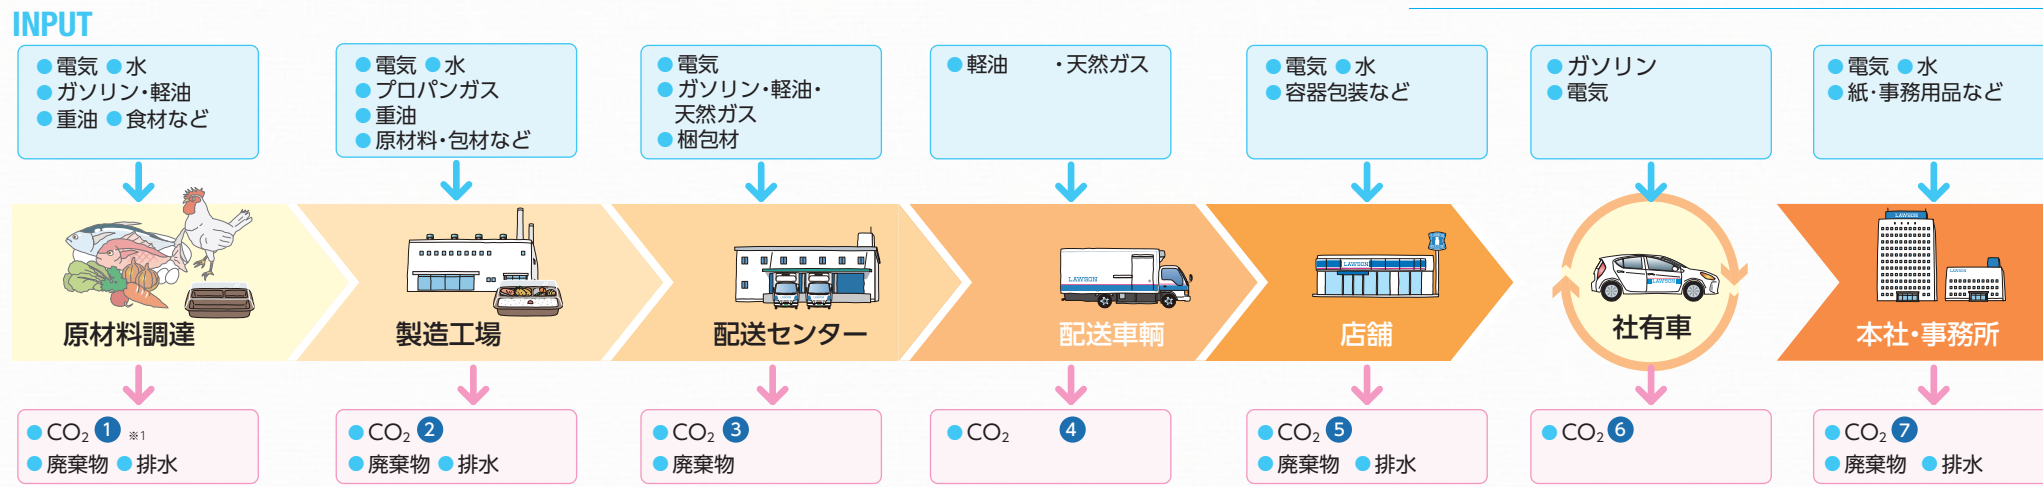 INPUT
●電気 ●水
●ガソリン・軽油
●重油 ●食材など
●電気 ●水
●プロパンガス
●重油
●原材料・包材など
●電気
●ガソリン・軽油・
天然ガス
●梱包材
●軽油 ・天然ガス
●電気 ●水
●容器包装など
●ガソリン
●電気
●電気 ●水
●紙・事務用品など
原材料調達
製造工場
配送センター
LAWSON
配送車輌
LAWSON
店舗
LAWSON
社有車
LAWSON
LAWSON
本社・事務所
●CO₂ 1 ※1
●廃棄物 ●排水
●CO₂ 2
●廃棄物 ●排水
●CO₂ 3
●廃棄物
●CO₂ 4
●CO₂ 5
●廃棄物 ●排水
●CO₂ 6
●CO₂ 7
●廃棄物 ●排水